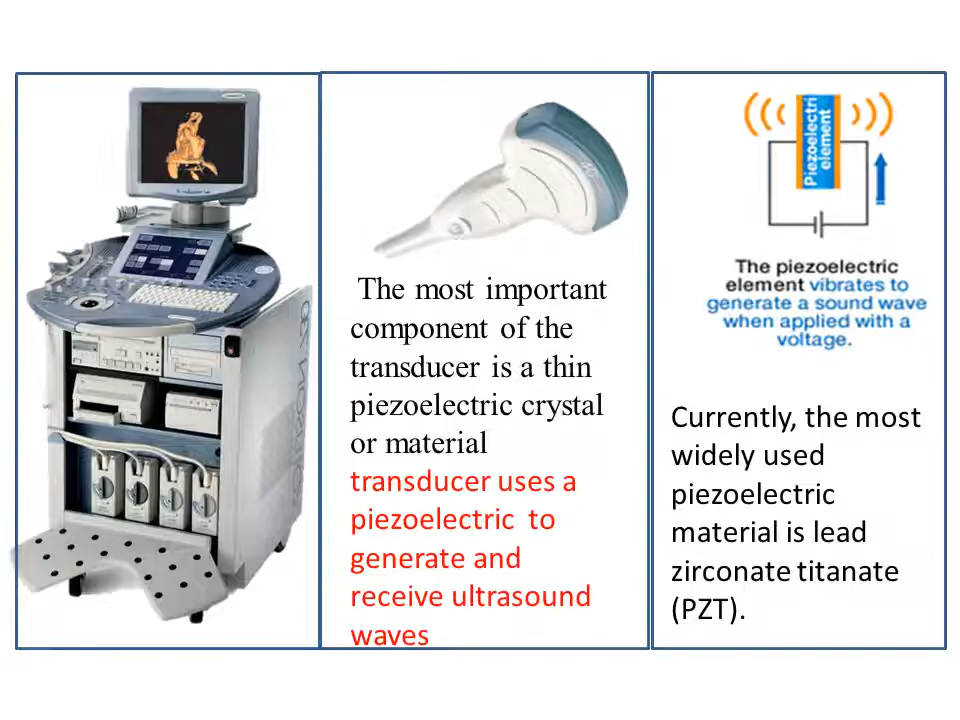 The most important
component of the
transducer is a thin
piezoelectric crystal
or material
transducer uses a
piezoelectric to
generate and
receive ultrasound
waves
Piezoelectri
element
The piezoelectric
element vibrates to
generate a sound wave
when applied with a
voltage.
Currently, the most
widely used
piezoelectric
material is lead
zirconate titanate
(PZT).